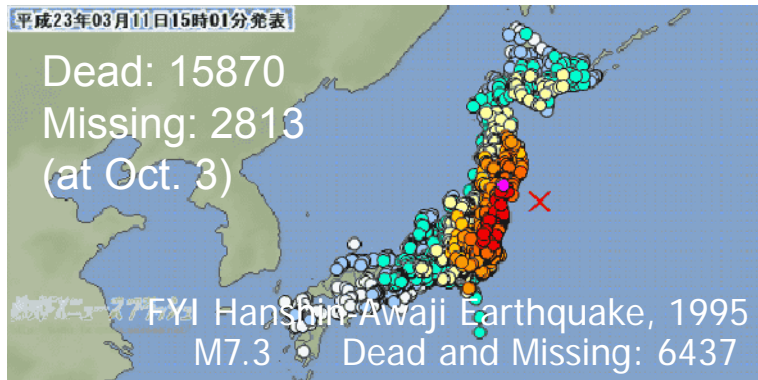 平成23年03月11日15時01分発表
Dead: 15870
Missing: 2813
(at Oct. 3)
FYI Hanshin-Awaji Earthquake, 1995
M7.3 Dead and Missing: 6437